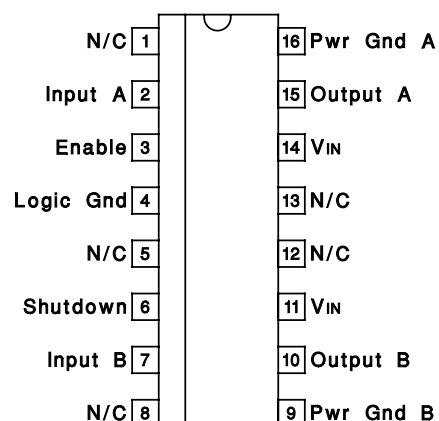 N/C 1 16 Pwr Gnd A
Input A 2 15 Output A
Enable 3 14 VIN
Logic Gnd 4 13 N/C
N/C 5 12 N/C
Shutdown 6 11 VIN
Input B 7 10 Output B
N/C 8 9 Pwr Gnd B